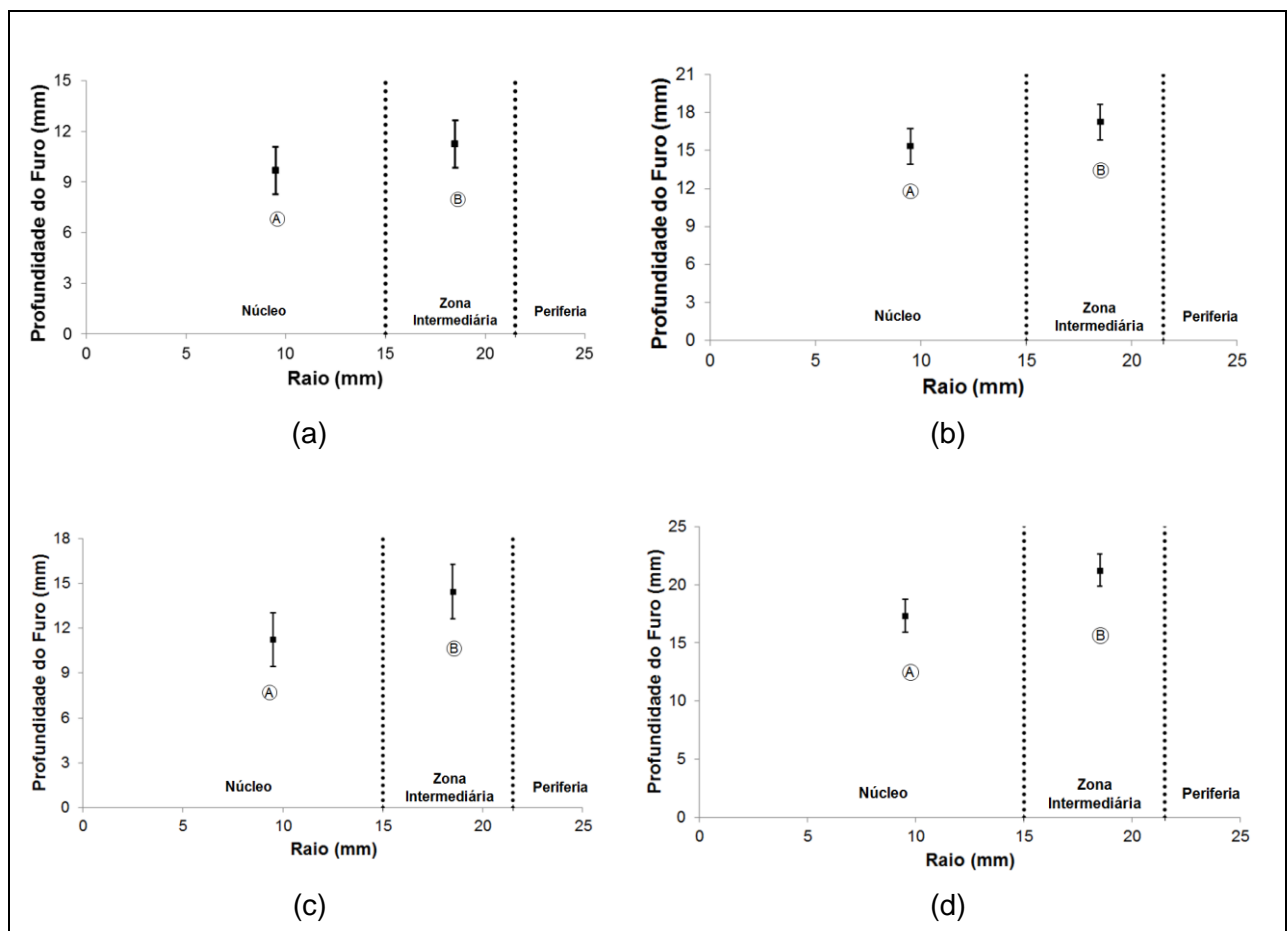 Profundidade do Furo (mm)
15
12
9
6
3
0
A
B
Núcleo
Zona
Intermediária
Periferia
0 5 10 15 20 25
Raio (mm)
(a)
Profundidade do Furo (mm)
21
18
15
12
9
6
3
0
A
B
Núcleo
Zona
Intermediária
Periferia
0 5 10 15 20 25
Raio (mm)
(b)
Profundidade do Furo (mm)
18
15
12
9
6
3
0
A
B
Núcleo
Zona
Intermediária
Periferia
0 5 10 15 20 25
Raio (mm)
(c)
Profundidade do Furo (mm)
25
20
15
10
5
0
A
B
Núcleo
Zona
Intermediária
Periferia
0 5 10 15 20 25
Raio (mm)
(d)